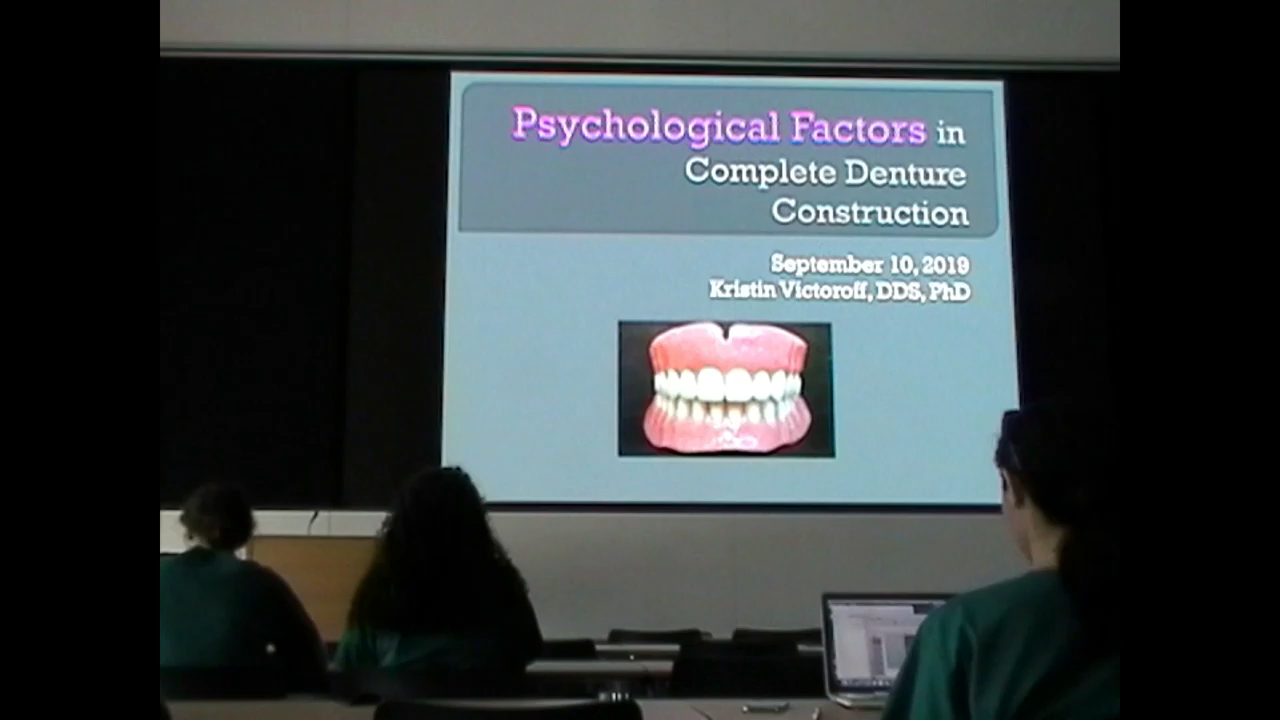 Psychological Factors in
Complete Denture
Construction
September 10, 2019
Kristin Victoroff, DDS, PhD